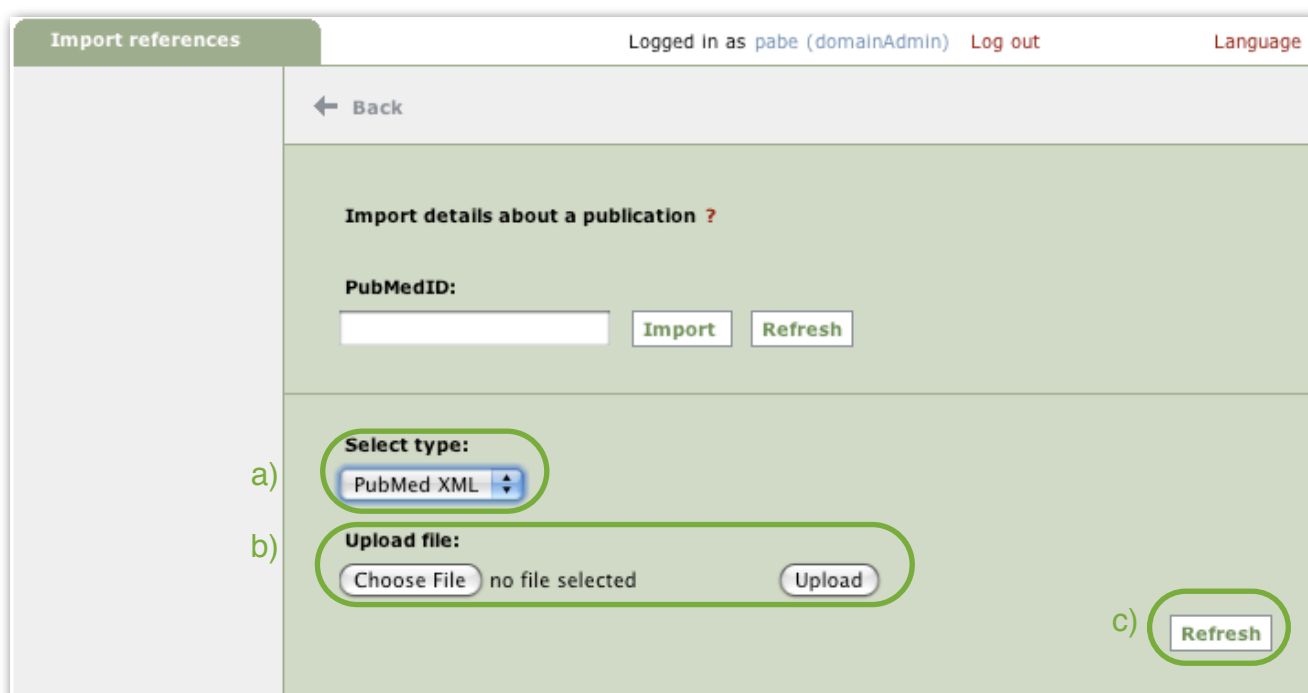 Import references
Logged in as pabe (domainAdmin) Log out Language
Back
Import details about a publication ?
PubMedID:
Import Refresh
Select type:
a) PubMed XML
b) Upload file:
Choose File no file selected Upload
c) Refresh